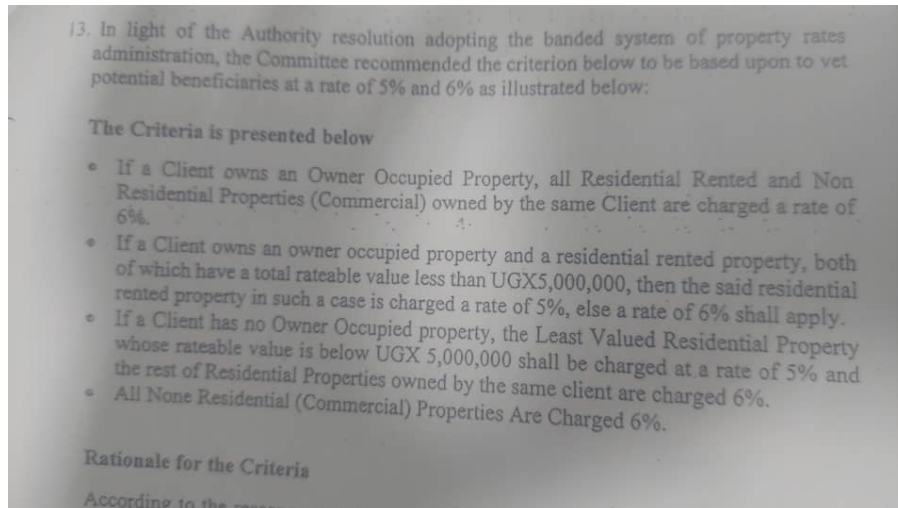 13. In light of the Authority resolution adopting the banded system of property rates
administration, the Committee recommended the criterion below to be based upon to vet
potential beneficiaries at a rate of 5% and 6% as illustrated below:
The Criteria is presented below
• If a Client owns an Owner Occupied Property, all Residential Rented and Non
Residential Properties (Commercial) owned by the same Client are charged a rate of
6%.
• If a Client owns an owner occupied property and a residential rented property, both
of which have a total rateable value less than UGX5,000,000, then the said residential
rented property in such a case is charged a rate of 5%, else a rate of 6% shall apply.
• If a Client has no Owner Occupied property, the Least Valued Residential Property
whose rateable value is below UGX 5,000,000 shall be charged at a rate of 5% and
the rest of Residential Properties owned by the same client are charged 6%.
• All None Residential (Commercial) Properties Are Charged 6%.
Rationale for the Criteria
According to the